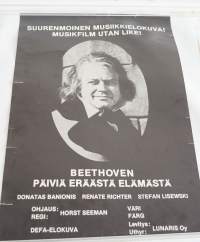 SUURENMOINEN MUSIIKKIELOKUVA!
MUSIKFILM UTAN LIKE!
BEETHOVEN
PÄIVIÄ ERÄÄSTÄ ELÄMÄSTÄ
DONATAS BANIONIS RENATE RICHTER STEFAN LISEWSKI
OHJAUS:
REGI: HORST SEEMAN
VÄRI
FÄRG
DEFA-ELOKUVA
Levitys:
Uthyr: LUNARIS Oy